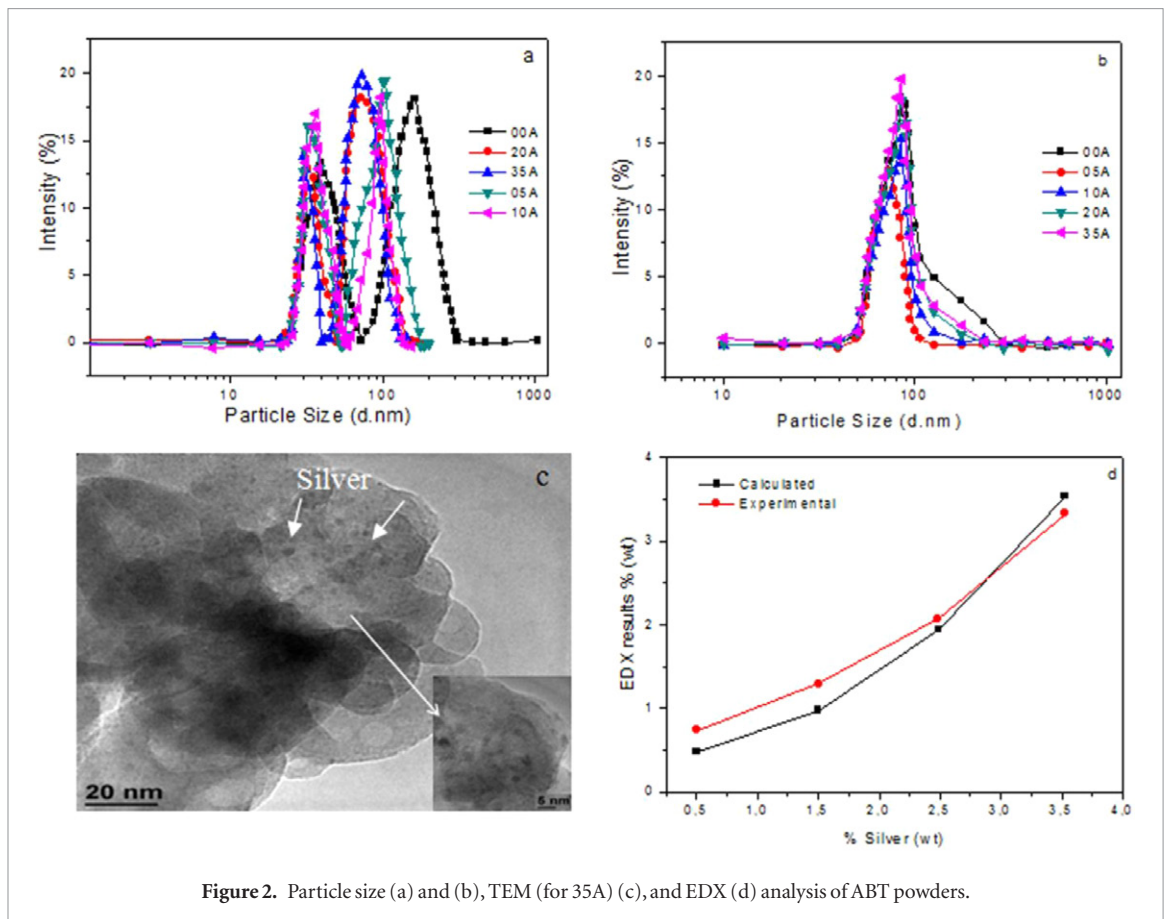 a
20
15
10
5
0
Intensity (%)
00A
20A
35A
05A
10A
10 100 1000
Particle Size (d.nm)
b
20
15
10
5
0
Intensity (%)
00A
05A
10A
20A
35A
10 100 1000
Particle Size (d.nm)
Silver
c
20 nm
5 nm
d
4
3
2
1
0
EDX results % (wt)
Calculated
Experimental
0,5 1,0 1,5 2,0 2,5 3,0 3,5 4,0
% Silver (wt)
Figure 2. Particle size (a) and (b), TEM (for 35A) (c), and EDX (d) analysis of ABT powders.